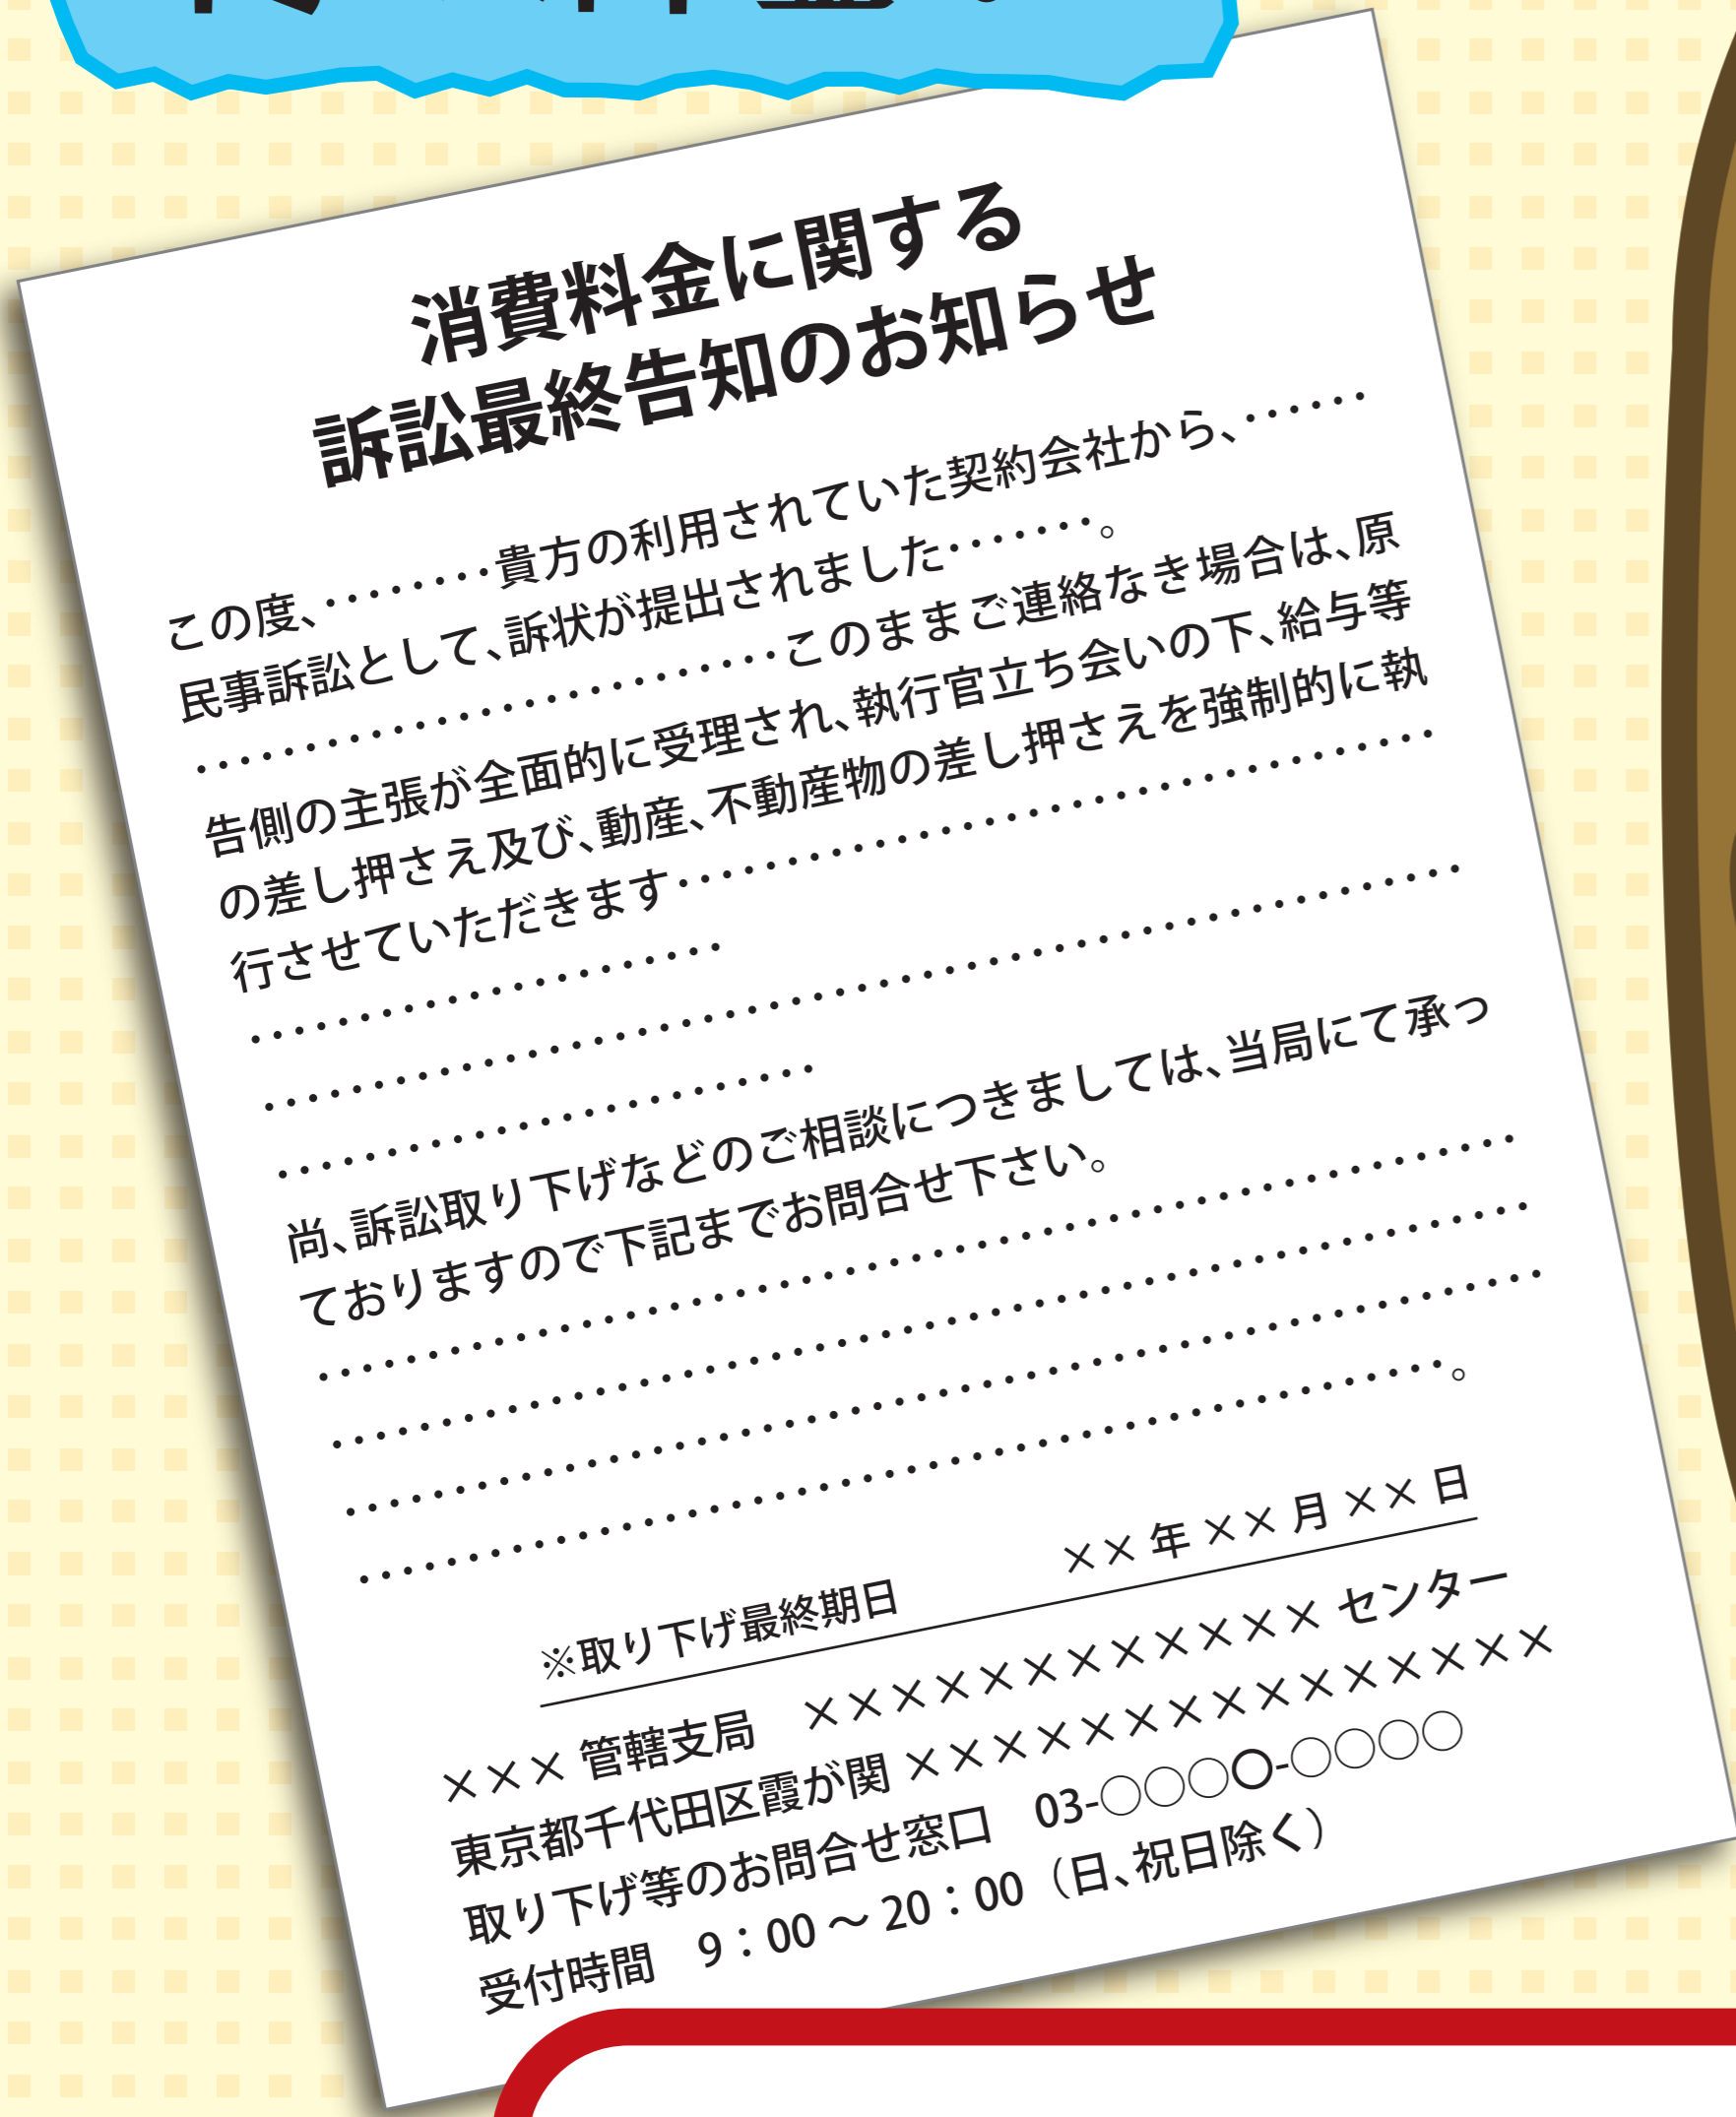 消費料金に関する
訴訟最終告知のお知らせ
この度、････････貴方の利用されていた契約会社から、･･････
民事訴訟として、訴状が提出されました･･･････。
･･･････････････････････････このままご連絡なき場合は、原
告側の主張が全面的に受理され、執行官立ち会いの下、給与等
の差し押さえ及び、動産、不動産物の差し押さえを強制的に執
行させていただきます･･･････････････････････････････････
･･････････････････････
･･･････････････････････････････････････････････････････
･････････････････････････
尚、訴訟取り下げなどのご相談につきましては、当局にて承っ
ておりますので下記までお問合せ下さい。
･･･････････････････････････････････････････････････････
･･･････････････････････････････････････････････････････
･･･････････････････････････････････････････････････････
･･････････････････････････････････････････････････。
※取り下げ最終期日　××年××月××日
×××管轄支局　××××××××××××センター
東京都千代田区霞が関×××××××××××××××
取り下げ等のお問合せ窓口　03-○○○○-○○○○
受付時間　9：00～20：00（日、祝日除く）